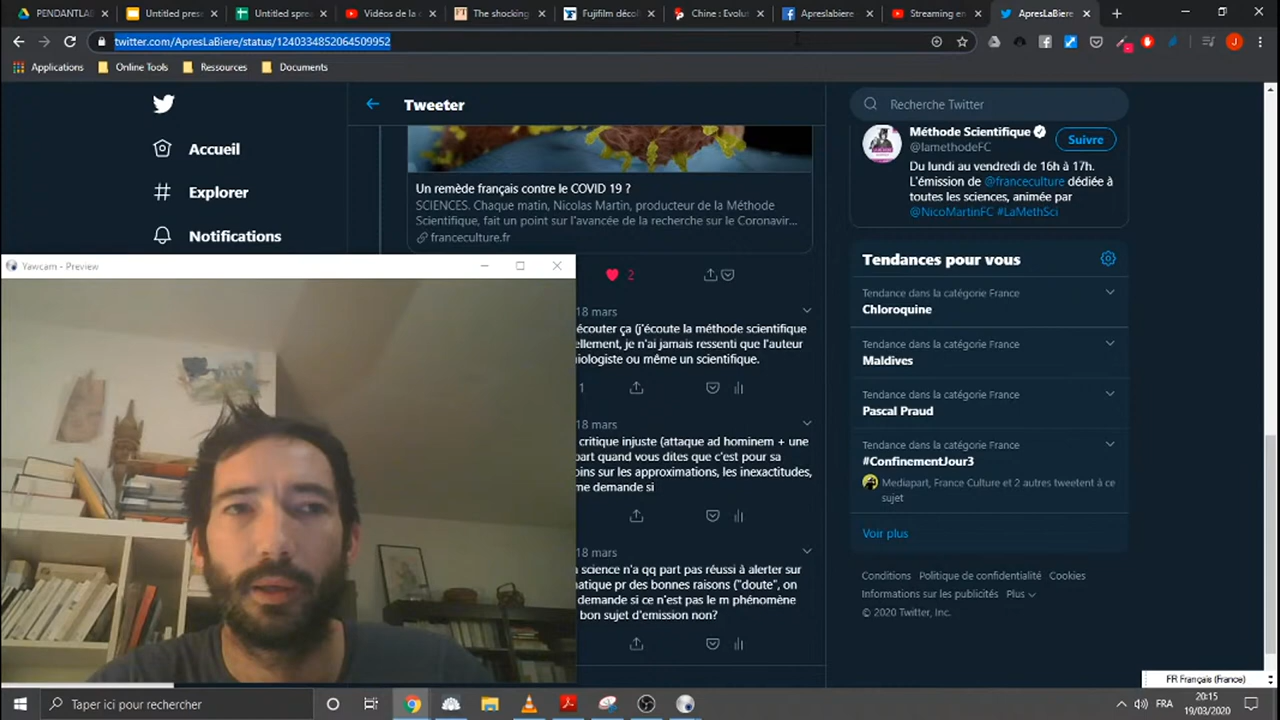 PENDANTLAB
Untitled prese
Untitled sprea
Vidéos de la c
The shocking
Fujifilm décol
Chine : Evolut
Apreslabiere
Streaming en
ApresLaBiere
twitter.com/ApresLaBiere/status/1240334852064509952
Applications
Online Tools
Ressources
Documents
Tweeter
Recherche Twitter
Accueil
Explorer
Notifications
Un remède français contre le COVID 19 ?
SCIENCES. Chaque matin, Nicolas Martin, producteur de la Méthode
Scientifique, fait un point sur l'avancée de la recherche sur le Coronavir...
franceculture.fr
2
18 mars
écouter ça (j'écoute la méthode scientifique
ellement, je n'ai jamais ressenti que l'auteur
iologiste ou même un scientifique.
1
18 mars
critique injuste (attaque ad hominem + une
part quand vous dites que c'est pour sa
oins sur les approximations, les inexactitudes,
me demande si
18 mars
science n'a qq part pas réussi à alerter sur
natique pr des bonnes raisons ("doute", on
demande si ce n'est pas le m phénomène
bon sujet d'emission non?
Méthode Scientifique
@lamethodeFC
Suivre
Du lundi au vendredi de 16h à 17h.
L'émission de @franceculture dédiée à
toutes les sciences, animée par
@NicoMartinFC #LaMethSci
Tendances pour vous
Tendance dans la catégorie France
Chloroquine
Tendance dans la catégorie France
Maldives
Tendance dans la catégorie France
Pascal Praud
Tendance dans la catégorie France
#ConfinementJour3
Mediapart, France Culture et 2 autres tweetent à ce
sujet
Voir plus
Conditions Politique de confidentialité Cookies
Informations sur les publicités Plus
© 2020 Twitter, Inc.
Yawcam - Preview
FR Français (France)
Taper ici pour rechercher
FRA
20:15
19/03/2020